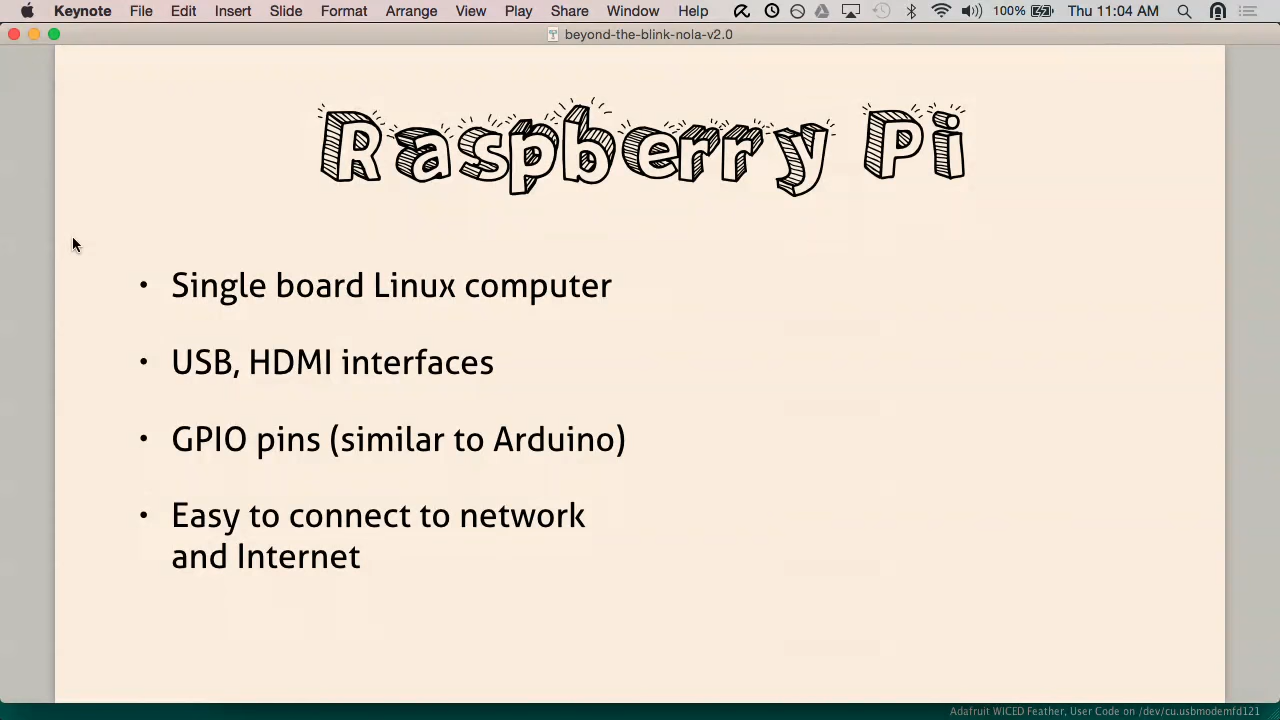 Keynote File Edit Insert Slide Format Arrange View Play Share Window Help 100% Thu 11:04 AM
beyond-the-blink-nola-v2.0
Raspberry Pi
• Single board Linux computer
• USB, HDMI interfaces
• GPIO pins (similar to Arduino)
• Easy to connect to network
and Internet
Adafruit WICED Feather, User Code on /dev/cu.usbmodemfd121